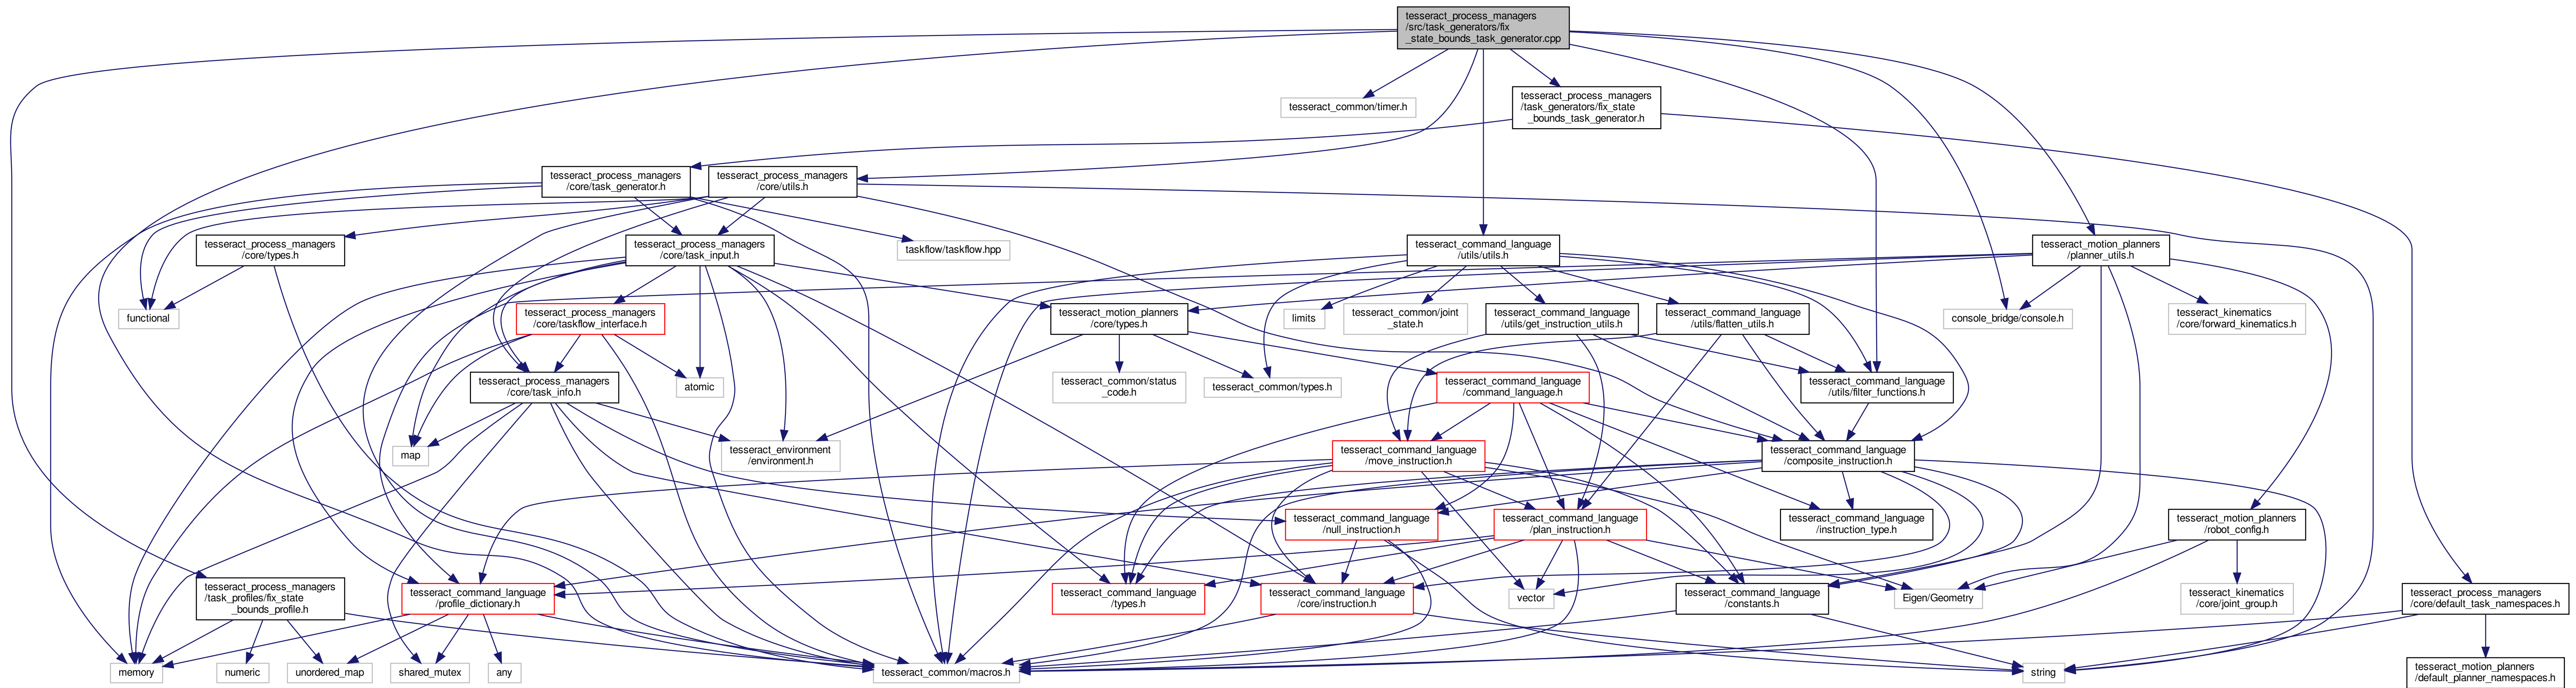 tesseract_process_managers
/src/task_generators/fix
_state_bounds_task_generator.cpp
tesseract_common/timer.h
tesseract_process_managers
/task_generators/fix_state
_bounds_task_generator.h
tesseract_process_managers
/core/task_generator.h
tesseract_process_managers
/core/utils.h
tesseract_process_managers
/core/types.h
tesseract_process_managers
/core/task_input.h
taskflow/taskflow.hpp
tesseract_command_language
/utils/utils.h
tesseract_motion_planners
/planner_utils.h
functional
tesseract_process_managers
/core/taskflow_interface.h
tesseract_motion_planners
/core/types.h
limits
tesseract_common/joint
_state.h
tesseract_command_language
/utils/get_instruction_utils.h
tesseract_command_language
/utils/flatten_utils.h
console_bridge/console.h
tesseract_kinematics
/core/forward_kinematics.h
tesseract_process_managers
/core/task_info.h
atomic
tesseract_common/status
_code.h
tesseract_common/types.h
tesseract_command_language
/command_language.h
tesseract_command_language
/utils/filter_functions.h
map
tesseract_environment
/environment.h
tesseract_command_language
/move_instruction.h
tesseract_command_language
/composite_instruction.h
tesseract_command_language
/null_instruction.h
tesseract_command_language
/plan_instruction.h
tesseract_command_language
/instruction_type.h
tesseract_motion_planners
/robot_config.h
tesseract_process_managers
/task_profiles/fix_state
_bounds_profile.h
tesseract_command_language
/profile_dictionary.h
tesseract_command_language
/types.h
tesseract_command_language
/core/instruction.h
vector
tesseract_command_language
/constants.h
Eigen/Geometry
tesseract_kinematics
/core/joint_group.h
tesseract_process_managers
/core/default_task_namespaces.h
memory
numeric
unordered_map
shared_mutex
any
tesseract_common/macros.h
string
tesseract_motion_planners
/default_planner_namespaces.h